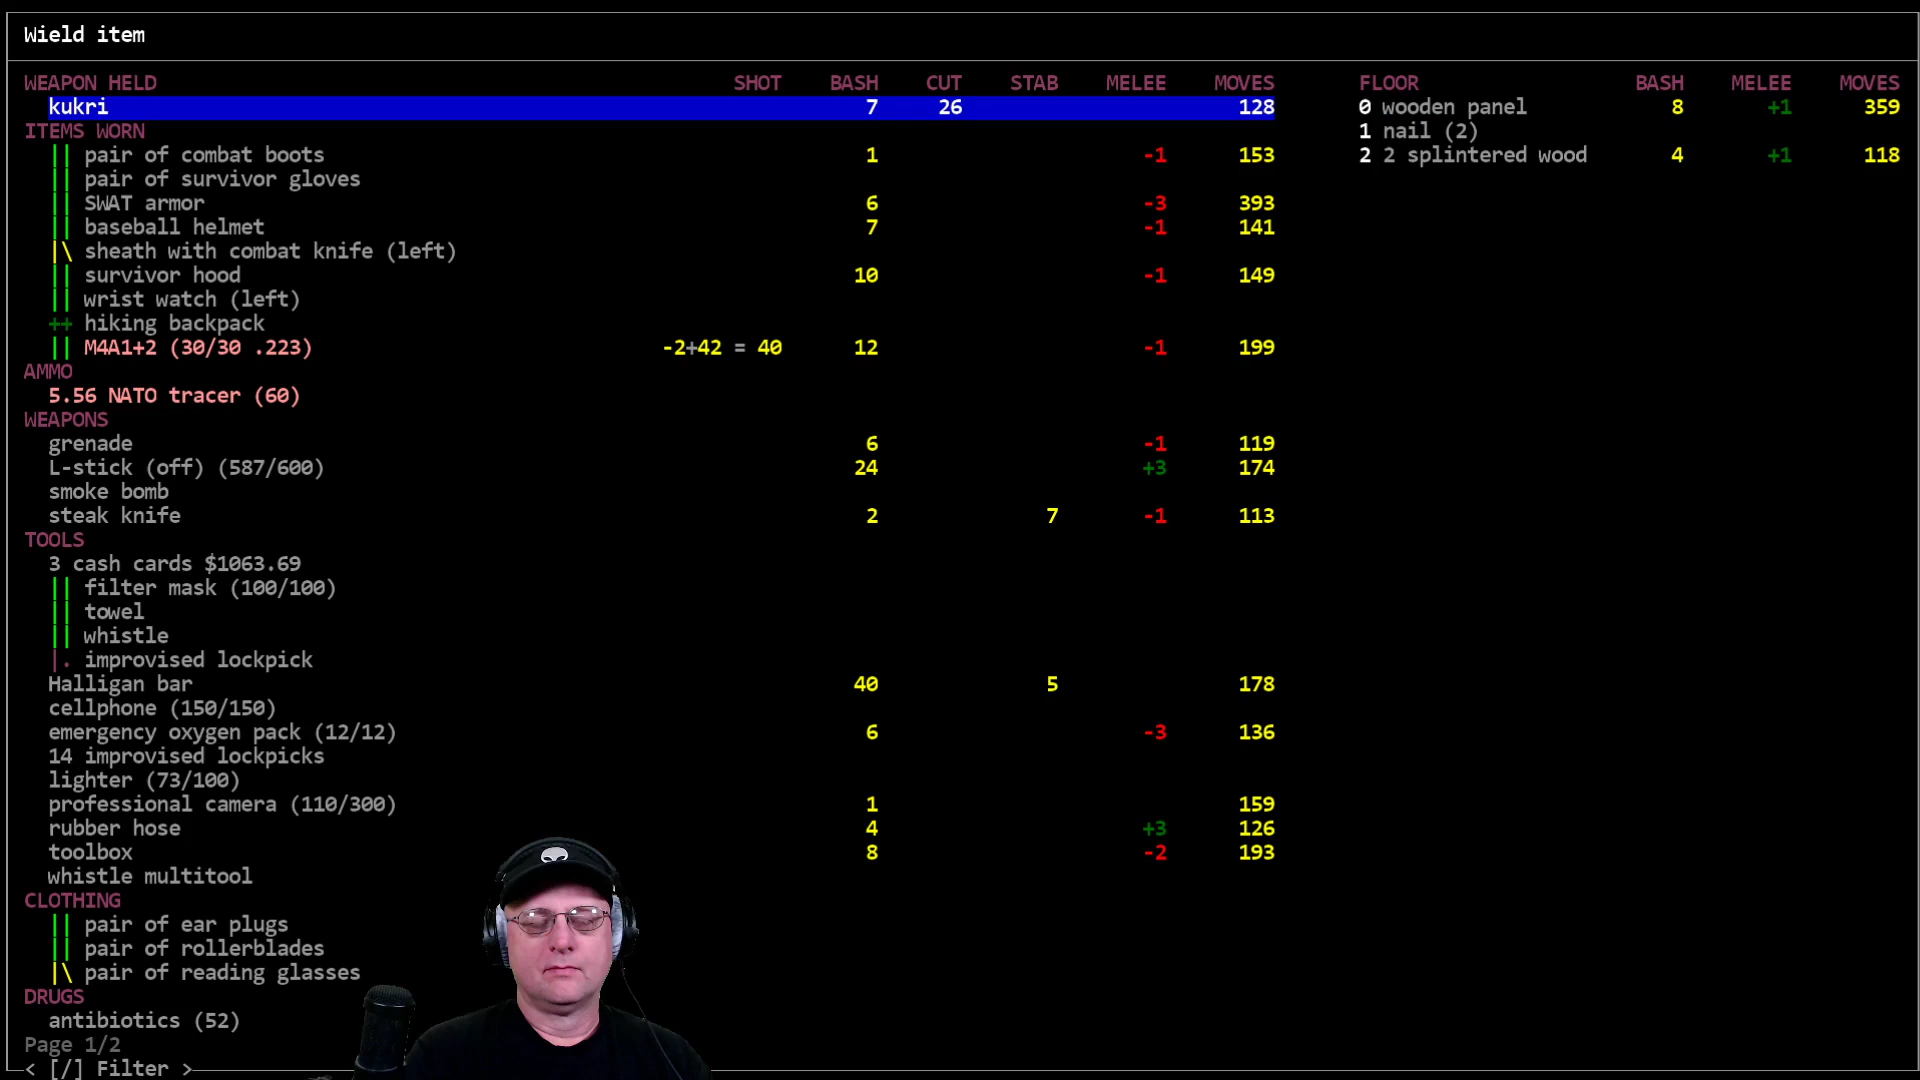 Wield item
WEAPON HELD SHOT BASH CUT STAB MELEE MOVES FLOOR BASH MELEE MOVES
kukri 7 26 128 0 wooden panel 8 +1 359
ITEMS WORN 1 nail (2)
|| pair of combat boots 1 -1 153 2 2 splintered wood 4 +1 118
|| pair of survivor gloves
|| SWAT armor 6 -3 393
|| baseball helmet 7 -1 141
|\ sheath with combat knife (left)
|| survivor hood 10 -1 149
|| wrist watch (left)
++ hiking backpack
|| M4A1+2 (30/30 .223) -2+42 = 40 12 -1 199
AMMO
5.56 NATO tracer (60)
WEAPONS
grenade 6 -1 119
L-stick (off) (587/600) 24 +3 174
smoke bomb
steak knife 2 7 -1 113
TOOLS
3 cash cards $1063.69
|| filter mask (100/100)
|| towel
|| whistle
|. improvised lockpick
Halligan bar 40 5 178
cellphone (150/150)
emergency oxygen pack (12/12) 6 -3 136
14 improvised lockpicks
lighter (73/100)
professional camera (110/300) 1 159
rubber hose 4 +3 126
toolbox 8 -2 193
whistle multitool
CLOTHING
|| pair of ear plugs
|| pair of rollerblades
|\ pair of reading glasses
DRUGS
antibiotics (52)
Page 1/2
< [/] Filter >